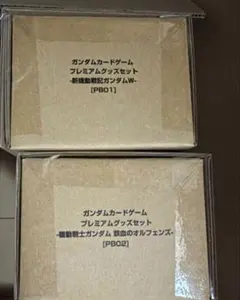 ガンダムカードゲーム
プレミアムグッズセット
-新機動戦記ガンダムW-
[PB01]
ガンダムカードゲーム
プレミアムグッズセット
-機動戦士ガンダム 鉄血のオルフェンズ-
[PB02]